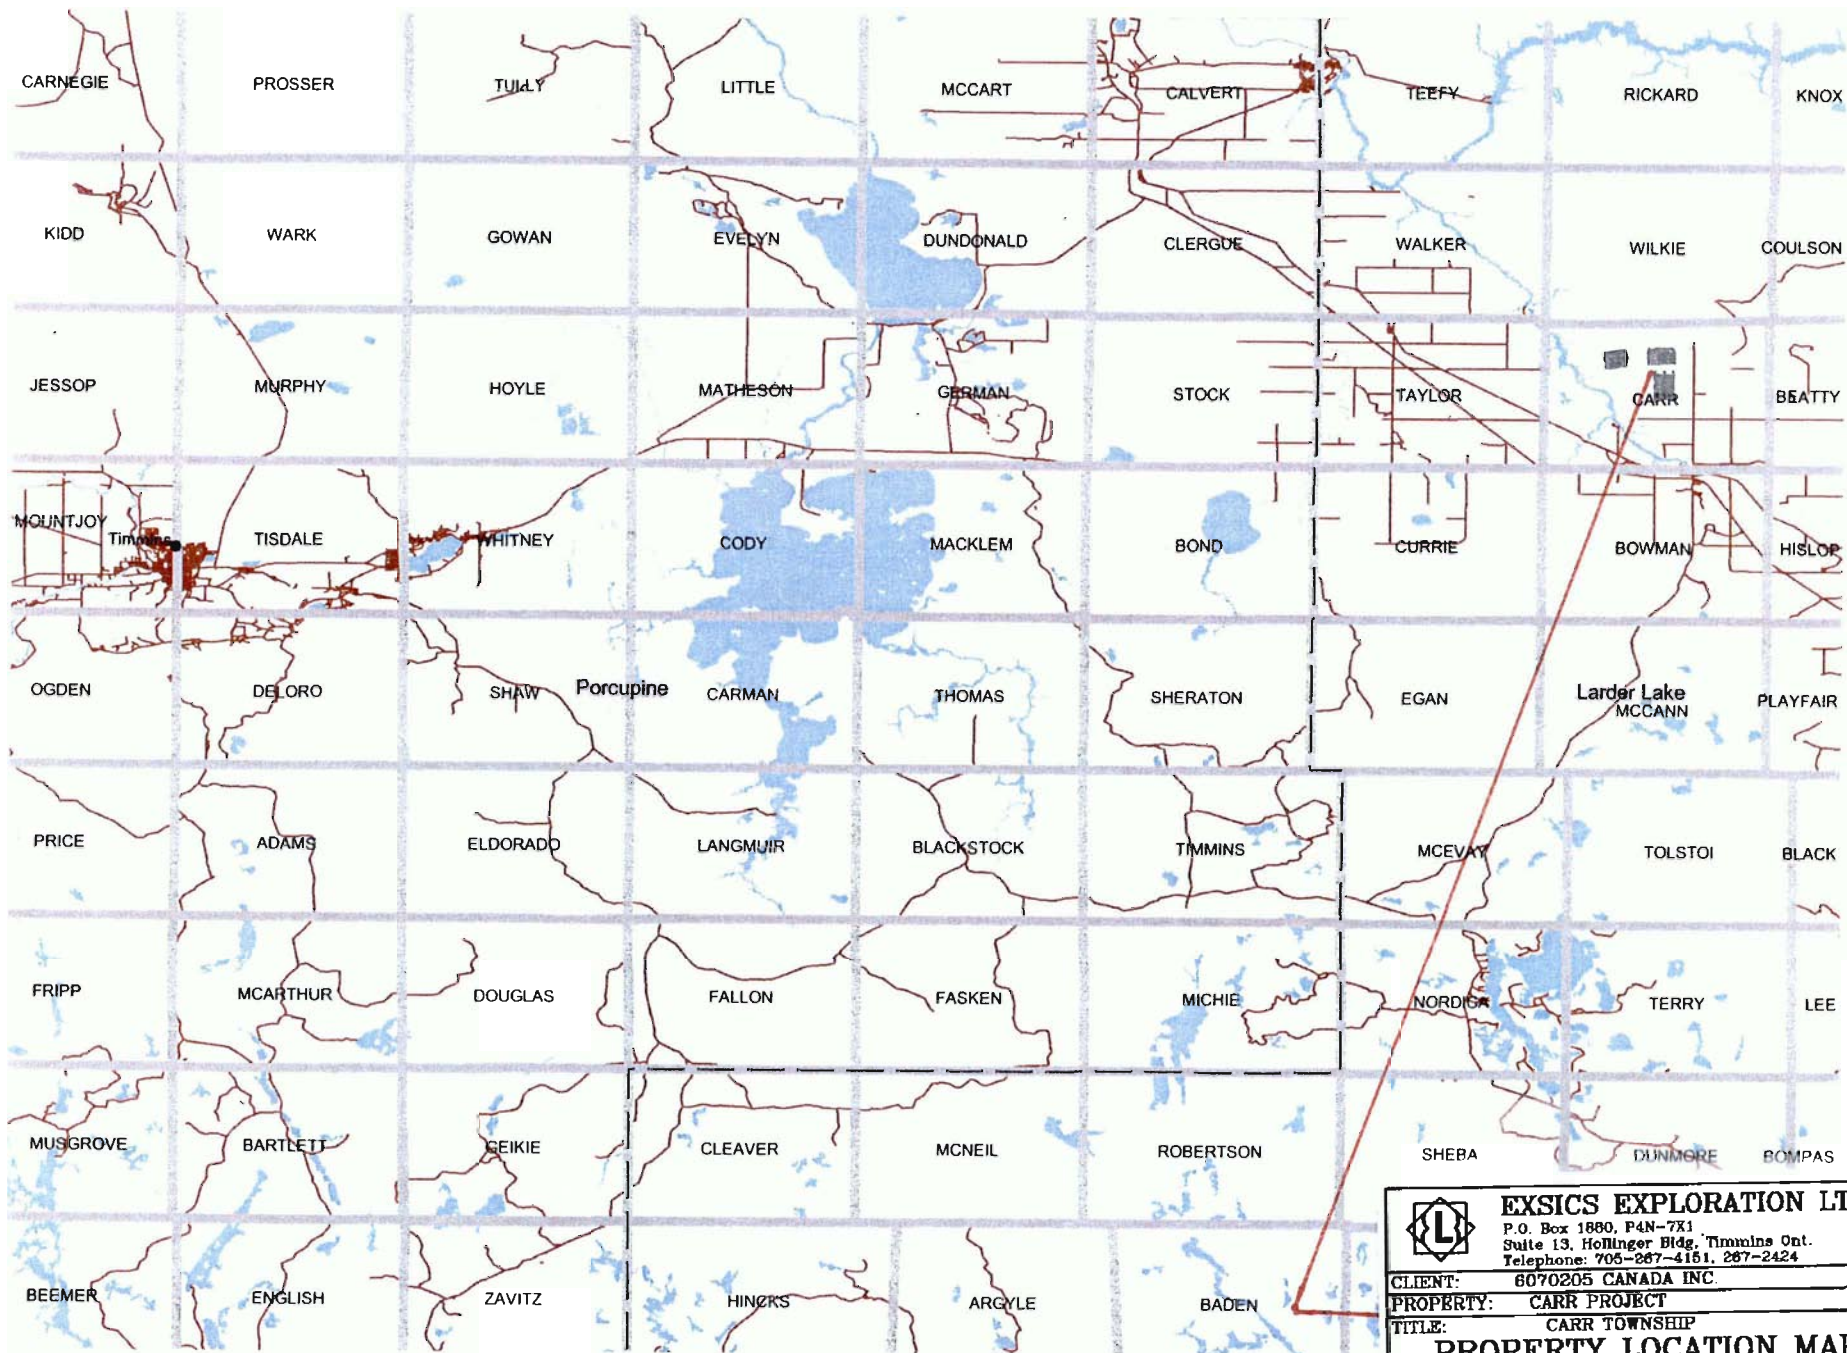 CARNEGIE PROSSER TULLY LITTLE MCCART CALVERT TEEFY RICKARD KNOX
KIDD WARK GOWAN EVELYN DUNDONALD CLERGUE WALKER WILKIE COULSON
JESSOP MURPHY HOYLE MATHESON GERMAN STOCK TAYLOR CARR BEATTY
MOUNTJOY Timmins TISDALE WHITNEY CODY MACKLEM BOND CURRIE BOWMAN HISLOP
OGDEN DELORO SHAW Porcupine CARMAN THOMAS SHERATON EGAN Larder Lake PLAYFAIR
MCCANN
PRICE ADAMS ELDORADO LANGMUIR BLACKSTOCK TIMMINS MCEVAY TOLSTOI BLACK
FRIPP MCARTHUR DOUGLAS FALLON FASKEN MICHIE NORDICA TERRY LEE
MUSGROVE BARTLETT GEIKIE CLEAVER MCNEIL ROBERTSON SHEBA DUNMORE BOMPAS
BEEMER ENGLISH ZAVITZ HINCKS ARGYLE BADEN
L
EXSICS EXPLORATION LT
P.O. Box 1880, P4N-7X1
Suite 13, Hollinger Bldg, Timmins Ont.
Telephone: 705-267-4151, 267-2424
CLIENT: 6070205 CANADA INC.
PROPERTY: CARR PROJECT
TITLE: CARR TOWNSHIP
PROPERTY LOCATION MAP